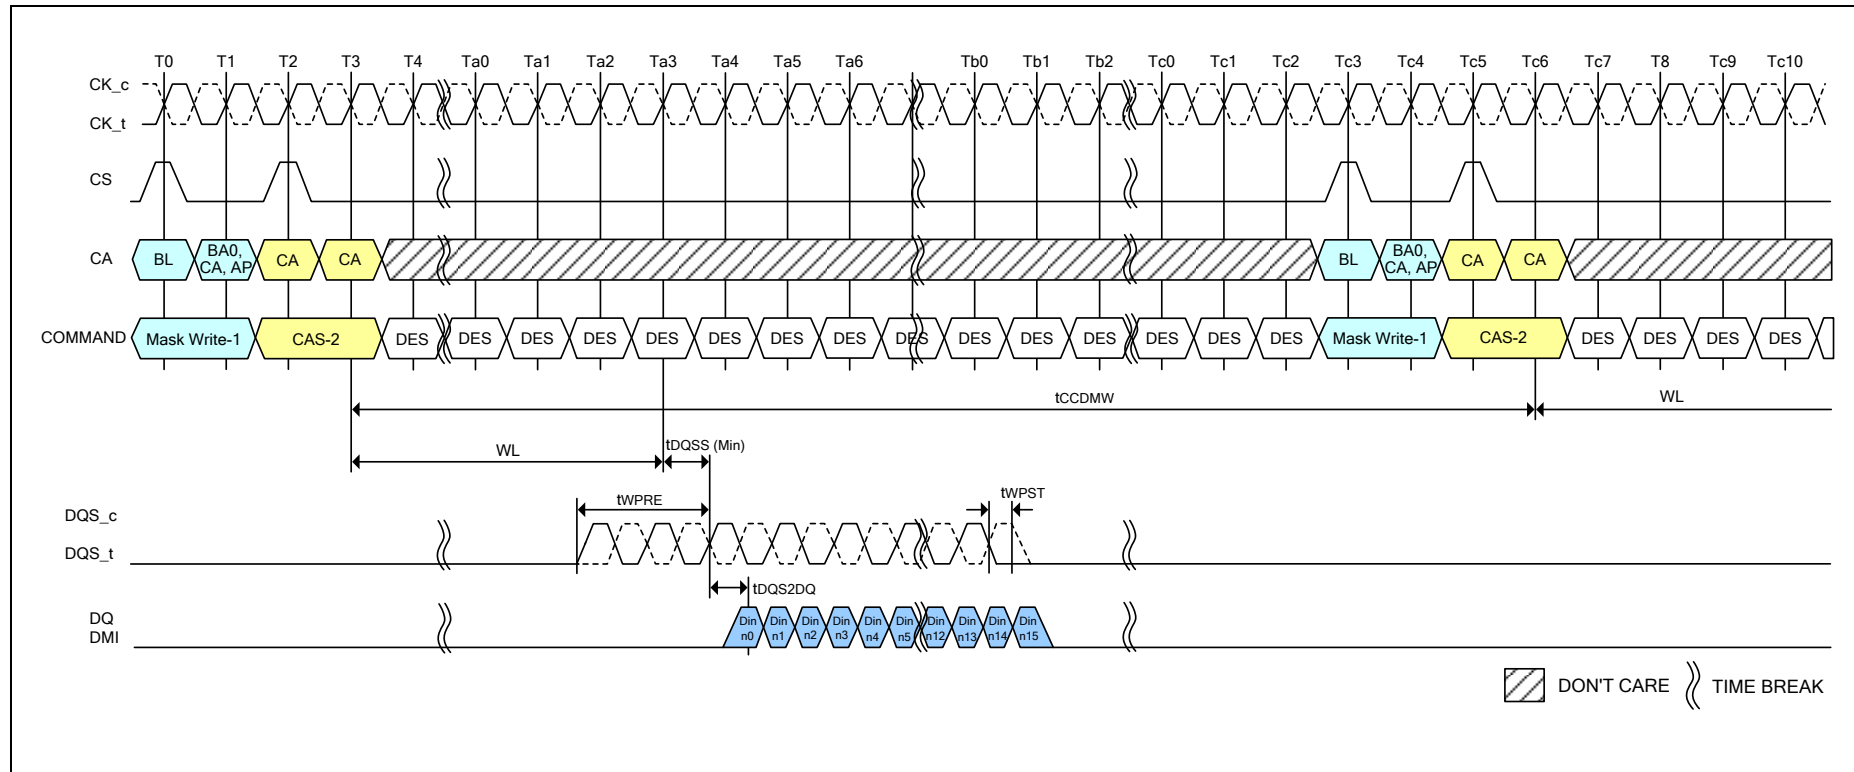 T0 T1 T2 T3 T4 Ta0 Ta1 Ta2 Ta3 Ta4 Ta5 Ta6 Tb0 Tb1 Tb2 Tc0 Tc1 Tc2 Tc3 Tc4 Tc5 Tc6 Tc7 T8 Tc9 Tc10
CK_c
CK_t
CS
CA BL BA0, CA, AP CA CA BL BA0, CA, AP CA CA
COMMAND Mask Write-1 CAS-2 DES DES DES DES DES DES DES DES DES DES DES DES DES DES DES Mask Write-1 CAS-2 DES DES DES DES
tCCDMW WL
WL tDQSS (Min)
tWPRE tWPST
DQS_c
DQS_t
tDQS2DQ
DQ
DMI
Din n0 Din n1 Din n2 Din n3 Din n4 Din n5 Din n12 Din n13 Din n14 Din n15
DON'T CARE TIME BREAK